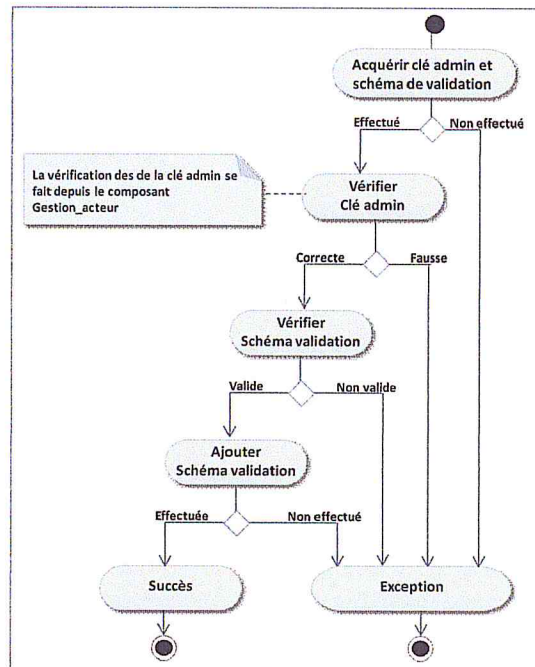 Acquérir clé admin et
schéma de validation
Effectué
Non effectué
La vérification des de la clé admin se
fait depuis le composant
Gestion_acteur
Vérifier
Clé admin
Correcte
Fausse
Vérifier
Schéma validation
Valide
Non valide
Ajouter
Schéma validation
Effectuée
Non effectué
Succès
Exception